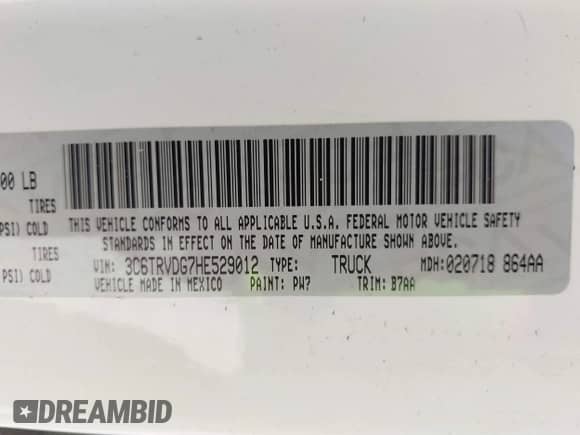 00 LB
TIRES
PSI) COLD
TIRES
PSI) COLD
THIS VEHICLE CONFORMS TO ALL APPLICABLE U.S.A. FEDERAL MOTOR VEHICLE SAFETY
STANDARDS IN EFFECT ON THE DATE OF MANUFACTURE SHOWN ABOVE.
VIN: 3C6TRVDG7HE529012 TYPE: TRUCK MDH:020718 864AA
VEHICLE MADE IN MEXICO PAINT: PW7 TRIM: B7AA
DREAMBID